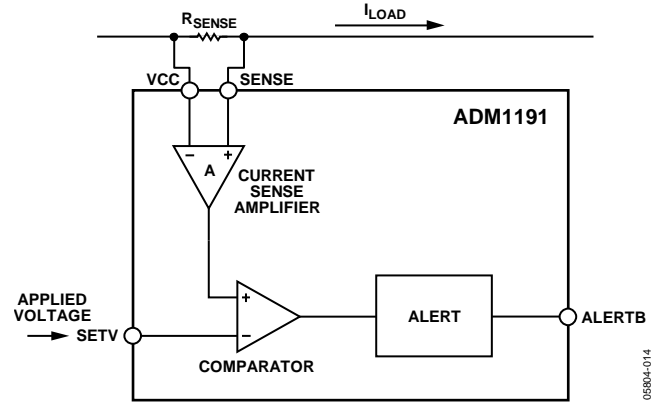 RSENSE
ILOAD
VCC
SENSE
ADM1191
− +
A
CURRENT
SENSE
AMPLIFIER
+
−
APPLIED
VOLTAGE
SETV
COMPARATOR
ALERT
ALERTB
05804-014